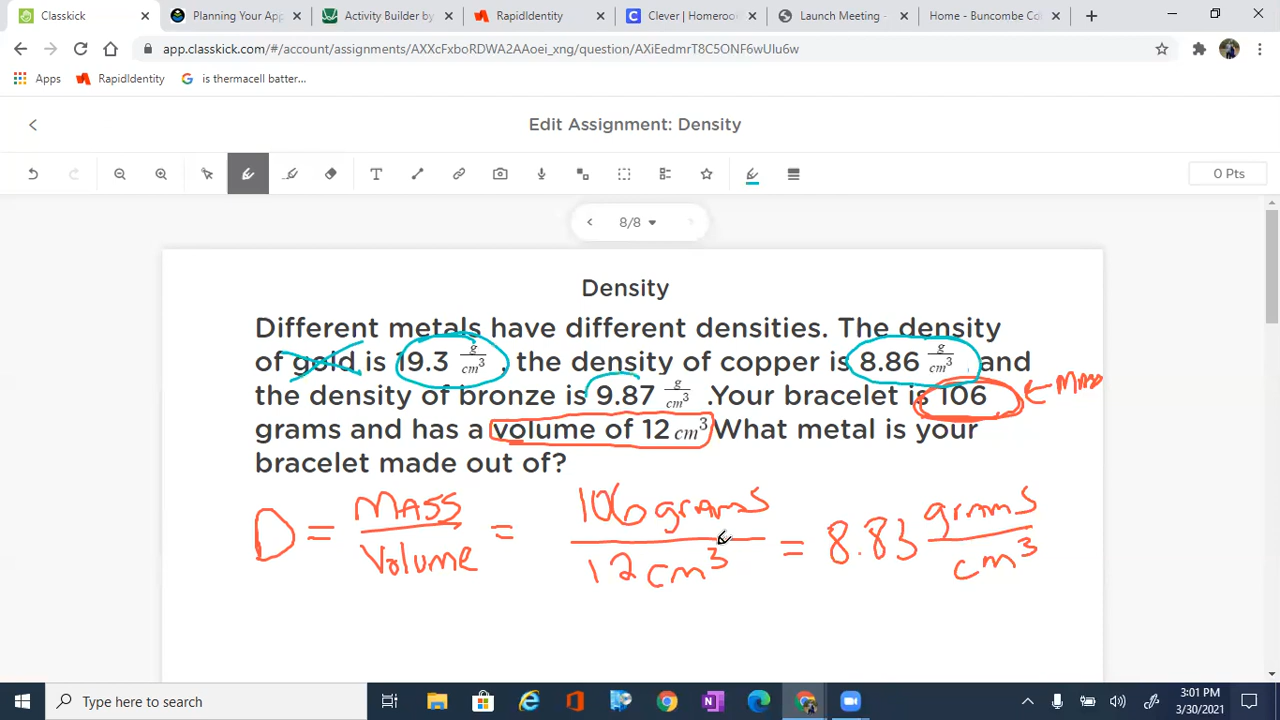 Classkick
Planning Your App
Activity Builder by
RapidIdentity
Clever | Homeroo
Launch Meeting -
Home - Buncombe Co
app.classkick.com/#/account/assignments/AXXcFxboRDWA2AAoei_xng/question/AXiEedmrT8C5ONF6wUIu6w
Apps
RapidIdentity
is thermacell batter...
Edit Assignment: Density
0 Pts
8/8
Density
Different metals have different densities. The density
of gold is 19.3 g/cm³ , the density of copper is 8.86 g/cm³ and
the density of bronze is 9.87 g/cm³ .Your bracelet is 106 ← Mass
grams and has a volume of 12 cm³ What metal is your
bracelet made out of?
D = MASS/Volume = 106 grams/12 cm³ = 8.83 grams/cm³
Type here to search
3:01 PM
3/30/2021